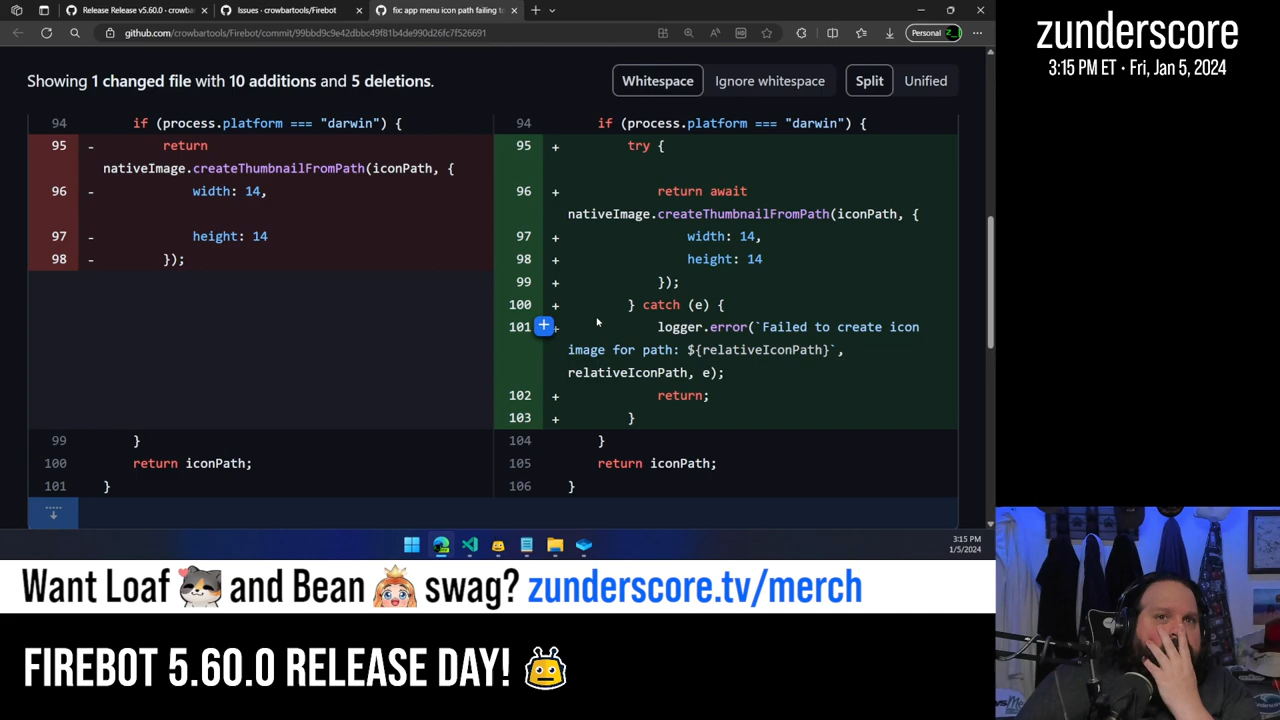 Release Release v5.60.0 · crowba
Issues · crowbartools/Firebot
fix: app menu icon path failing to
github.com/crowbartools/Firebot/commit/99bbd9c9e42dbbc49f81b4de990d26fc7f526691
Personal
zunderscore
3:15 PM ET • Fri, Jan 5, 2024
Showing 1 changed file with 10 additions and 5 deletions.
Whitespace
Ignore whitespace
Split
Unified
94 if (process.platform === "darwin") {
95 - return
nativeImage.createThumbnailFromPath(iconPath, {
96 - width: 14,
97 - height: 14
98 - });
99 }
100 return iconPath;
101 }
94 if (process.platform === "darwin") {
95 + try {
96 + return await
nativeImage.createThumbnailFromPath(iconPath, {
97 + width: 14,
98 + height: 14
99 + });
100 + } catch (e) {
101 + logger.error(`Failed to create icon
image for path: ${relativeIconPath}`,
relativeIconPath, e);
102 + return;
103 + }
104 }
105 return iconPath;
106 }
3:15 PM
1/5/2024
Want Loaf and Bean swag? zunderscore.tv/merch
FIREBOT 5.60.0 RELEASE DAY!